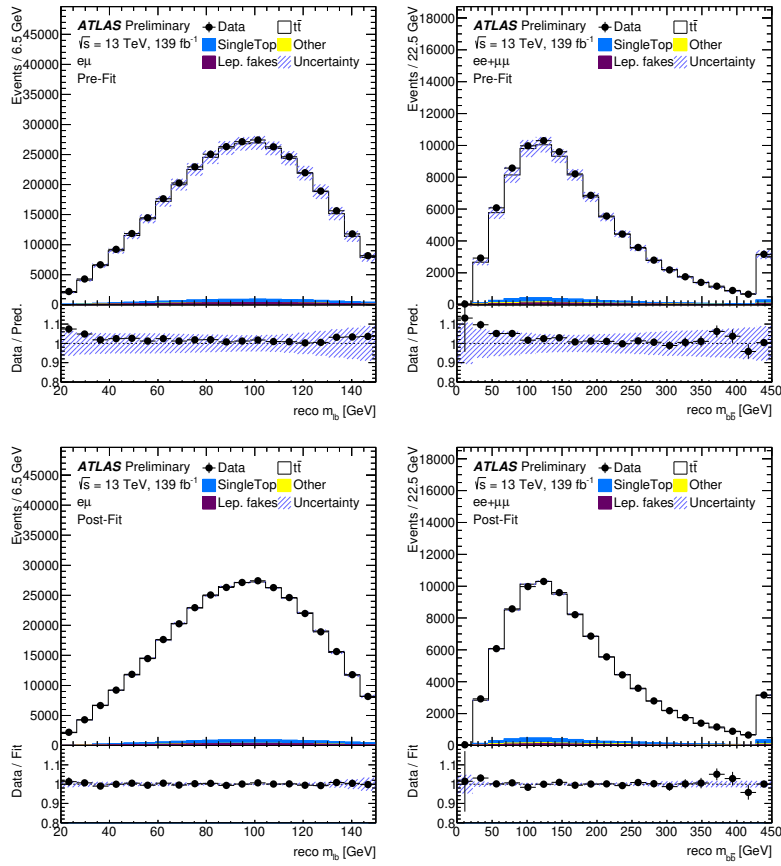 ATLAS Preliminary
√s = 13 TeV, 139 fb⁻¹
eμ
Pre-Fit
Data
tt̄
SingleTop
Other
Lep. fakes
Uncertainty
Events / 6.5 GeV
45000
40000
35000
30000
25000
20000
15000
10000
5000
0
Data / Pred.
1.1
1
0.9
0.8
20 40 60 80 100 120 140
reco m_lb [GeV]
ATLAS Preliminary
√s = 13 TeV, 139 fb⁻¹
ee+μμ
Pre-Fit
Data
tt̄
SingleTop
Other
Lep. fakes
Uncertainty
Events / 22.5 GeV
18000
16000
14000
12000
10000
8000
6000
4000
2000
0
Data / Pred.
1.1
1
0.9
0.8
0 50 100 150 200 250 300 350 400 450
reco m_bb̄ [GeV]
ATLAS Preliminary
√s = 13 TeV, 139 fb⁻¹
eμ
Post-Fit
Data
tt̄
SingleTop
Other
Lep. fakes
Uncertainty
Events / 6.5 GeV
45000
40000
35000
30000
25000
20000
15000
10000
5000
0
Data / Fit
1.1
1
0.9
0.8
20 40 60 80 100 120 140
reco m_lb [GeV]
ATLAS Preliminary
√s = 13 TeV, 139 fb⁻¹
ee+μμ
Post-Fit
Data
tt̄
SingleTop
Other
Lep. fakes
Uncertainty
Events / 22.5 GeV
18000
16000
14000
12000
10000
8000
6000
4000
2000
0
Data / Fit
1.1
1
0.9
0.8
0 50 100 150 200 250 300 350 400 450
reco m_bb̄ [GeV]